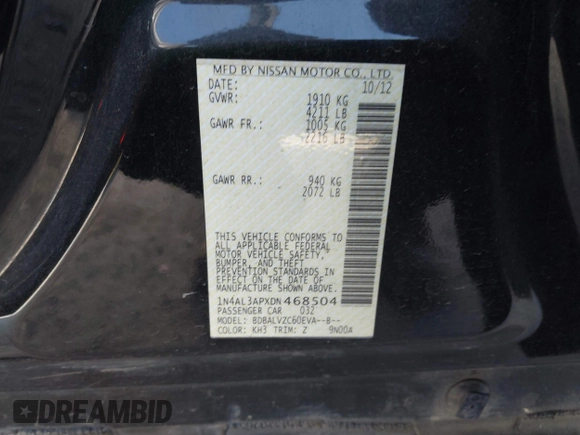 MFD BY NISSAN MOTOR CO., LTD.
DATE: 10/12
GVWR: 1910 KG
4211 LB
GAWR FR.: 1005 KG
2216 LB
GAWR RR.: 940 KG
2072 LB
THIS VEHICLE CONFORMS TO
ALL APPLICABLE FEDERAL
MOTOR VEHICLE SAFETY,
BUMPER, AND THEFT
PREVENTION STANDARDS IN
EFFECT ON THE DATE OF
MANUFACTURE SHOWN ABOVE.
1N4AL3APXDN468504
PASSENGER CAR 032
MODEL: BDBALVZC60EVA--B--
COLOR: KH3 TRIM: Z 9N00A
DREAMBID